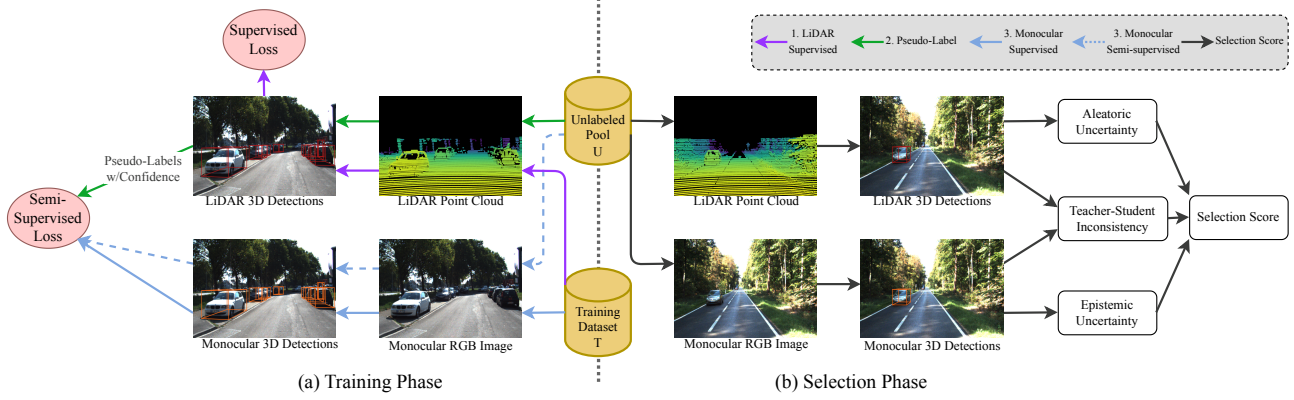 Supervised
Loss
1. LiDAR
Supervised
2. Pseudo-Label
3. Monocular
Supervised
3. Monocular
Semi-supervised
Selection Score
Unlabeled
Pool
U
Pseudo-Labels
w/Confidence
LiDAR 3D Detections
LiDAR Point Cloud
Semi-
Supervised
Loss
Monocular 3D Detections
Monocular RGB Image
Training
Dataset
T
(a) Training Phase
LiDAR Point Cloud
LiDAR 3D Detections
Aleatoric
Uncertainty
Teacher-Student
Inconsistency
Selection Score
Monocular RGB Image
Monocular 3D Detections
Epistemic
Uncertainty
(b) Selection Phase